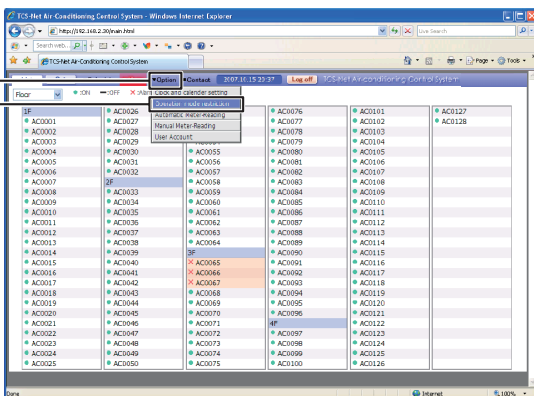 TCS-Net Air-Conditioning Control System - Windows Internet Explorer
http://192.168.2.30/main.html
Live Search
Search web...
TCS-Net Air-Conditioning Control System
Page
Tools
Option
Contact
2007.10.15 20:37
Log off
TCS-Net Air-conditioning Control System
Floor
:ON
:OFF
Clock and calender setting
Operation mode restriction
Automatic Meter-Reading
Manual Meter-Reading
User Account
1F
AC0001
AC0002
AC0003
AC0004
AC0005
AC0006
AC0007
AC0008
AC0009
AC0010
AC0011
AC0012
AC0013
AC0014
AC0015
AC0016
AC0017
AC0018
AC0019
AC0020
AC0021
AC0022
AC0023
AC0024
AC0025
AC0026
AC0027
AC0028
AC0029
AC0030
AC0031
AC0032
2F
AC0033
AC0034
AC0035
AC0036
AC0037
AC0038
AC0039
AC0040
AC0041
AC0042
AC0043
AC0044
AC0045
AC0046
AC0047
AC0048
AC0049
AC0050
AC0055
AC0056
AC0057
AC0058
AC0059
AC0060
AC0061
AC0062
AC0063
AC0064
3F
AC0065
AC0066
AC0067
AC0068
AC0069
AC0070
AC0071
AC0072
AC0073
AC0074
AC0075
AC0076
AC0077
AC0078
AC0079
AC0080
AC0081
AC0082
AC0083
AC0084
AC0085
AC0086
AC0087
AC0088
AC0089
AC0090
AC0091
AC0092
AC0093
AC0094
AC0095
AC0096
4F
AC0097
AC0098
AC0099
AC0100
AC0101
AC0102
AC0103
AC0104
AC0105
AC0106
AC0107
AC0108
AC0109
AC0110
AC0111
AC0112
AC0113
AC0114
AC0115
AC0116
AC0117
AC0118
AC0119
AC0120
AC0121
AC0122
AC0123
AC0124
AC0125
AC0126
AC0127
AC0128
Done
Internet
100%